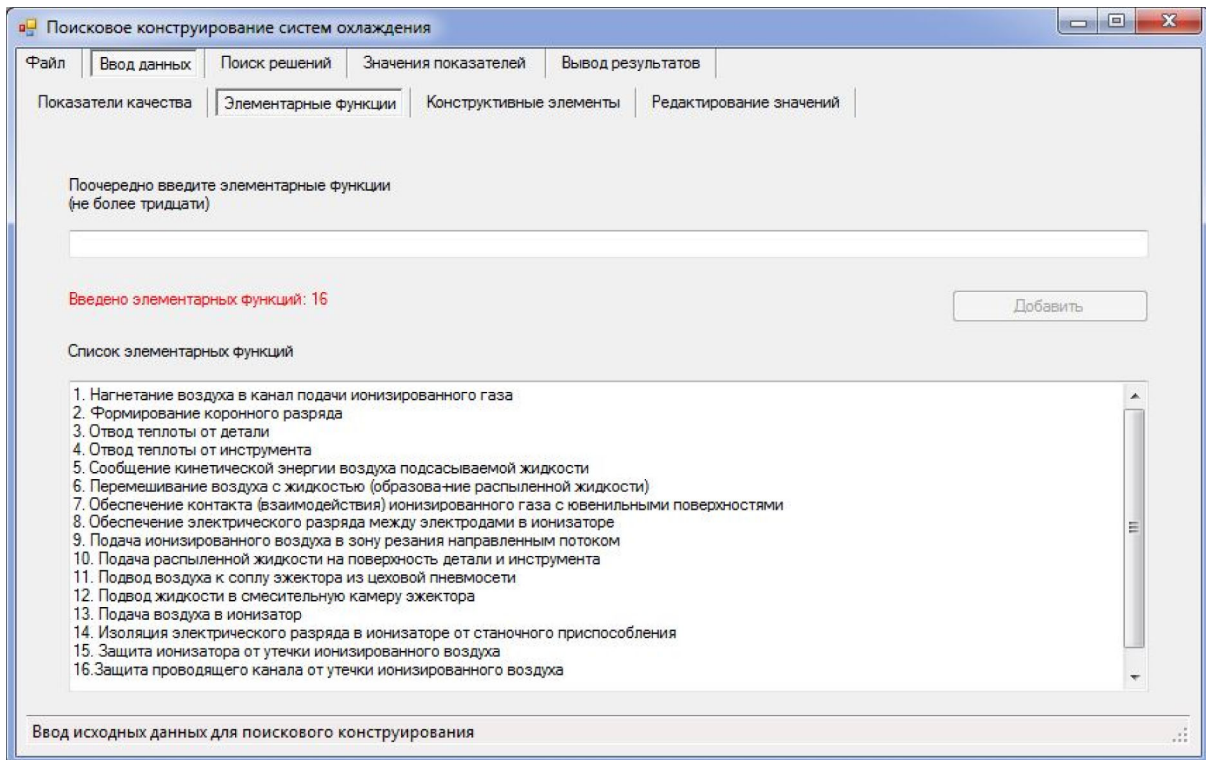 Поисковое конструирование систем охлаждения
Файл Ввод данных Поиск решений Значения показателей Вывод результатов
Показатели качества Элементарные функции Конструктивные элементы Редактирование значений
Поочередно введите элементарные функции
(не более тридцати)
Введено элементарных функций: 16
Добавить
Список элементарных функций
1. Нагнетание воздуха в канал подачи ионизированного газа
2. Формирование коронного разряда
3. Отвод теплоты от детали
4. Отвод теплоты от инструмента
5. Сообщение кинетической энергии воздуха подсасываемой жидкости
6. Перемешивание воздуха с жидкостью (образова-ние распыленной жидкости)
7. Обеспечение контакта (взаимодействия) ионизированного газа с ювенильными поверхностями
8. Обеспечение электрического разряда между электродами в ионизаторе
9. Подача ионизированного воздуха в зону резания направленным потоком
10. Подача распыленной жидкости на поверхность детали и инструмента
11. Подвод воздуха к соплу эжектора из цеховой пневмосети
12. Подвод жидкости в смесительную камеру эжектора
13. Подача воздуха в ионизатор
14. Изоляция электрического разряда в ионизаторе от станочного приспособления
15. Защита ионизатора от утечки ионизированного воздуха
16.Защита проводящего канала от утечки ионизированного воздуха
Ввод исходных данных для поискового конструирования